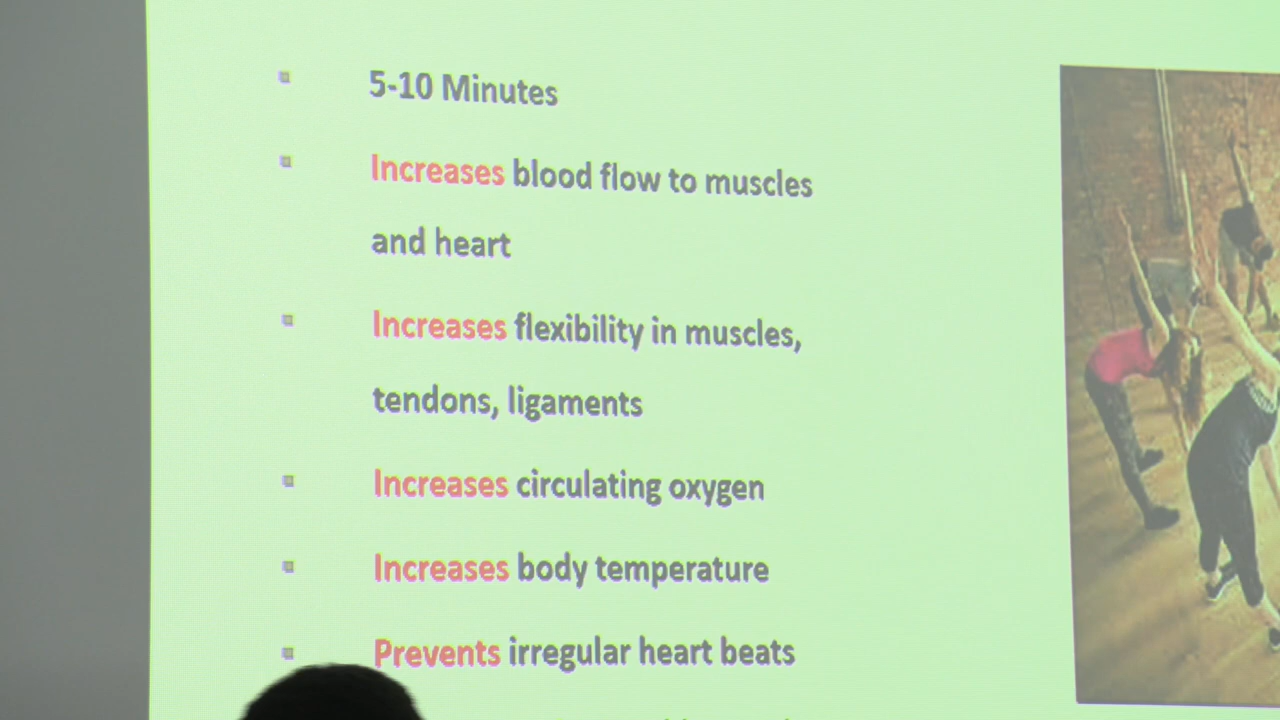 5-10 Minutes
Increases blood flow to muscles
and heart
Increases flexibility in muscles,
tendons, ligaments
Increases circulating oxygen
Increases body temperature
Prevents irregular heart beats